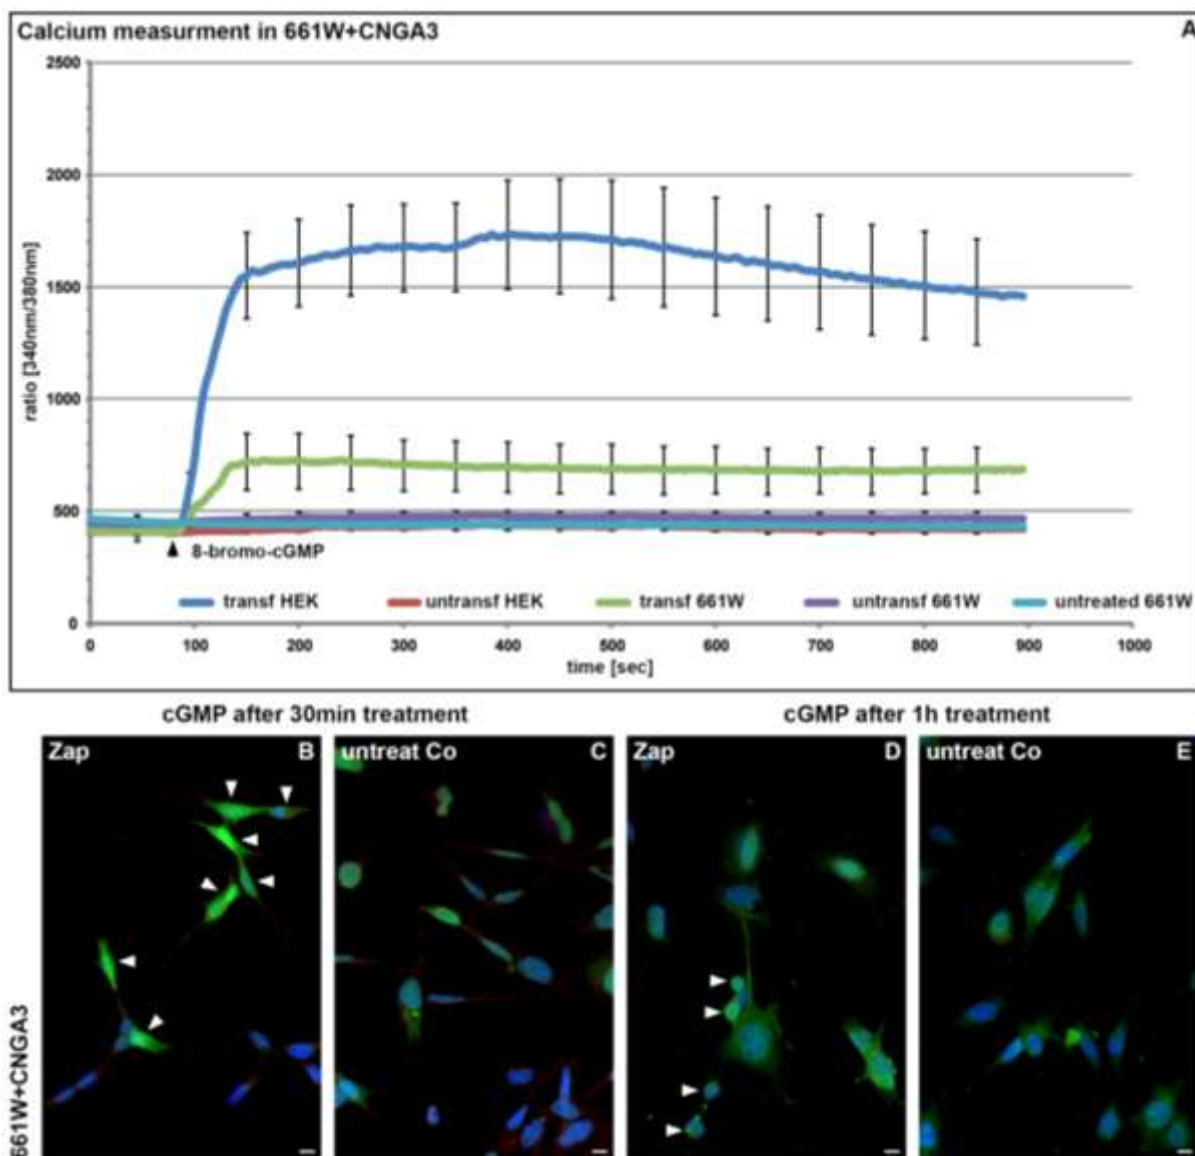 Calcium measurment in 661W+CNGA3
A
2500
2000
1500
1000
500
0
ratio [340nm/380nm]
8-bromo-cGMP
transf HEK untransf HEK transf 661W untransf 661W untreated 661W
0 100 200 300 400 500 600 700 800 900 1000
time [sec]
cGMP after 30min treatment
cGMP after 1h treatment
Zap B
untreat Co C
Zap D
untreat Co E
661W+CNGA3